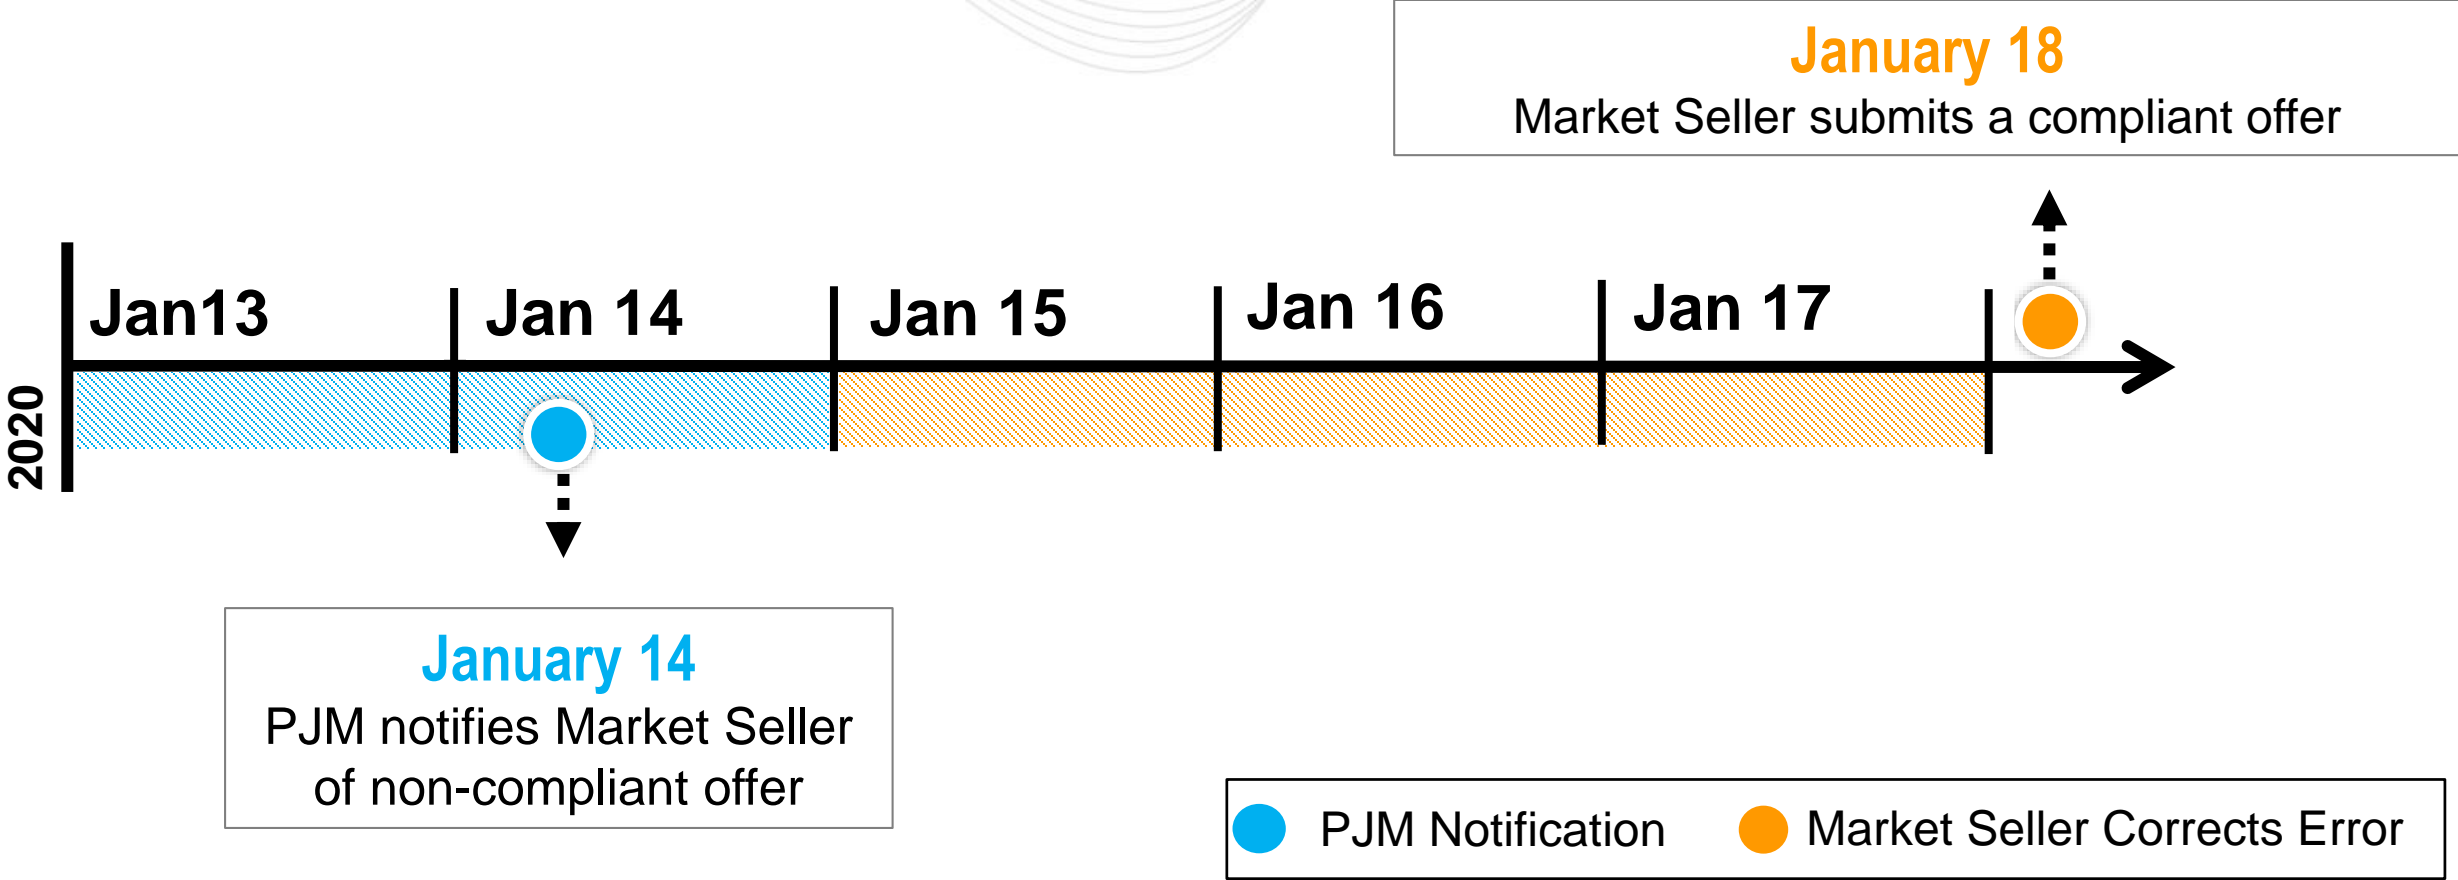 January 18
Market Seller submits a compliant offer
Jan13
Jan 14
Jan 15
Jan 16
Jan 17
2020
January 14
PJM notifies Market Seller
of non-compliant offer
PJM Notification
Market Seller Corrects Error